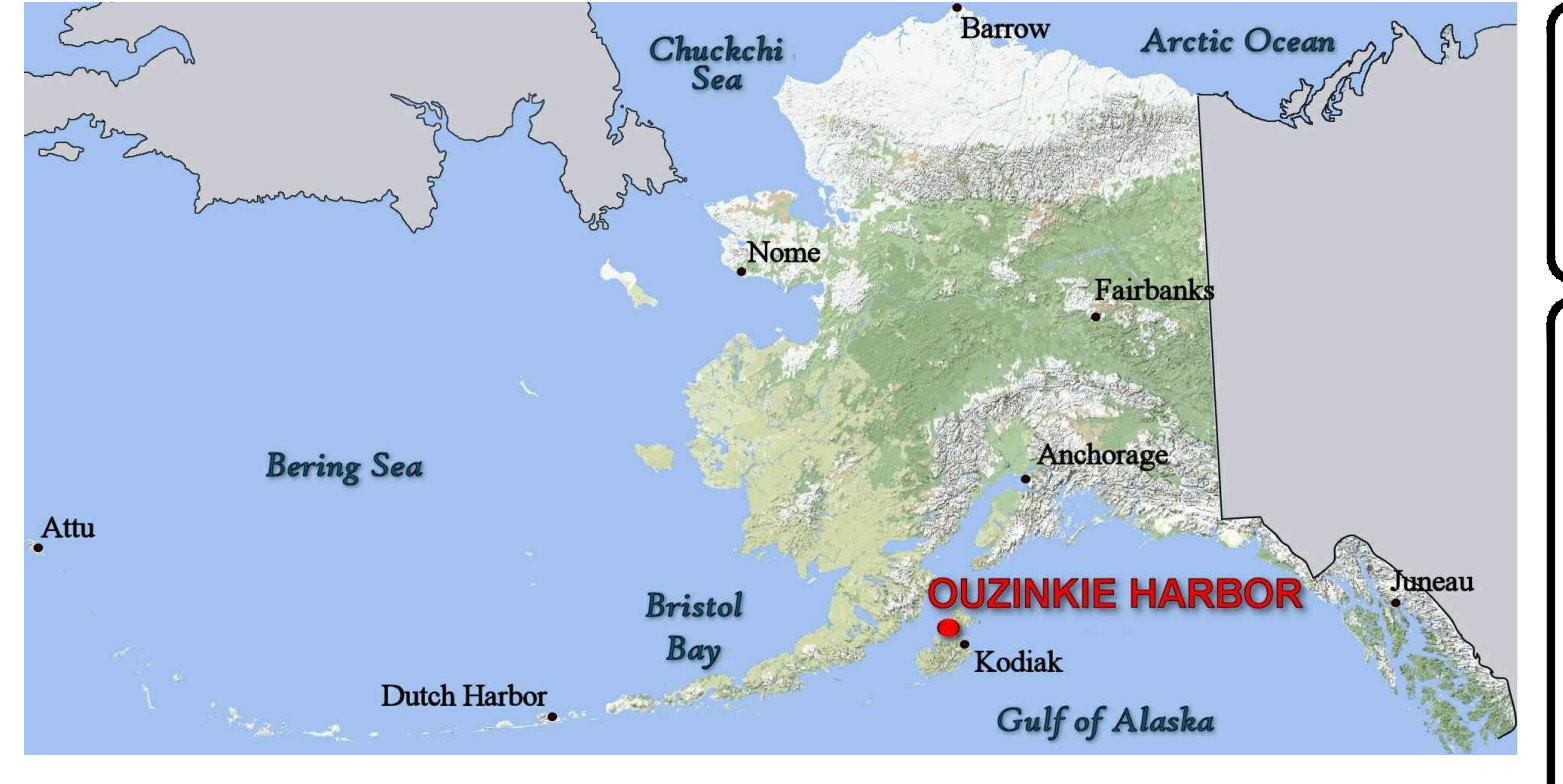 Barrow
Chuckchi
Sea
Arctic Ocean
Nome
Fairbanks
Anchorage
Bering Sea
Attu
OUZINKIE HARBOR
Juneau
Bristol
Bay
Kodiak
Dutch Harbor
Gulf of Alaska